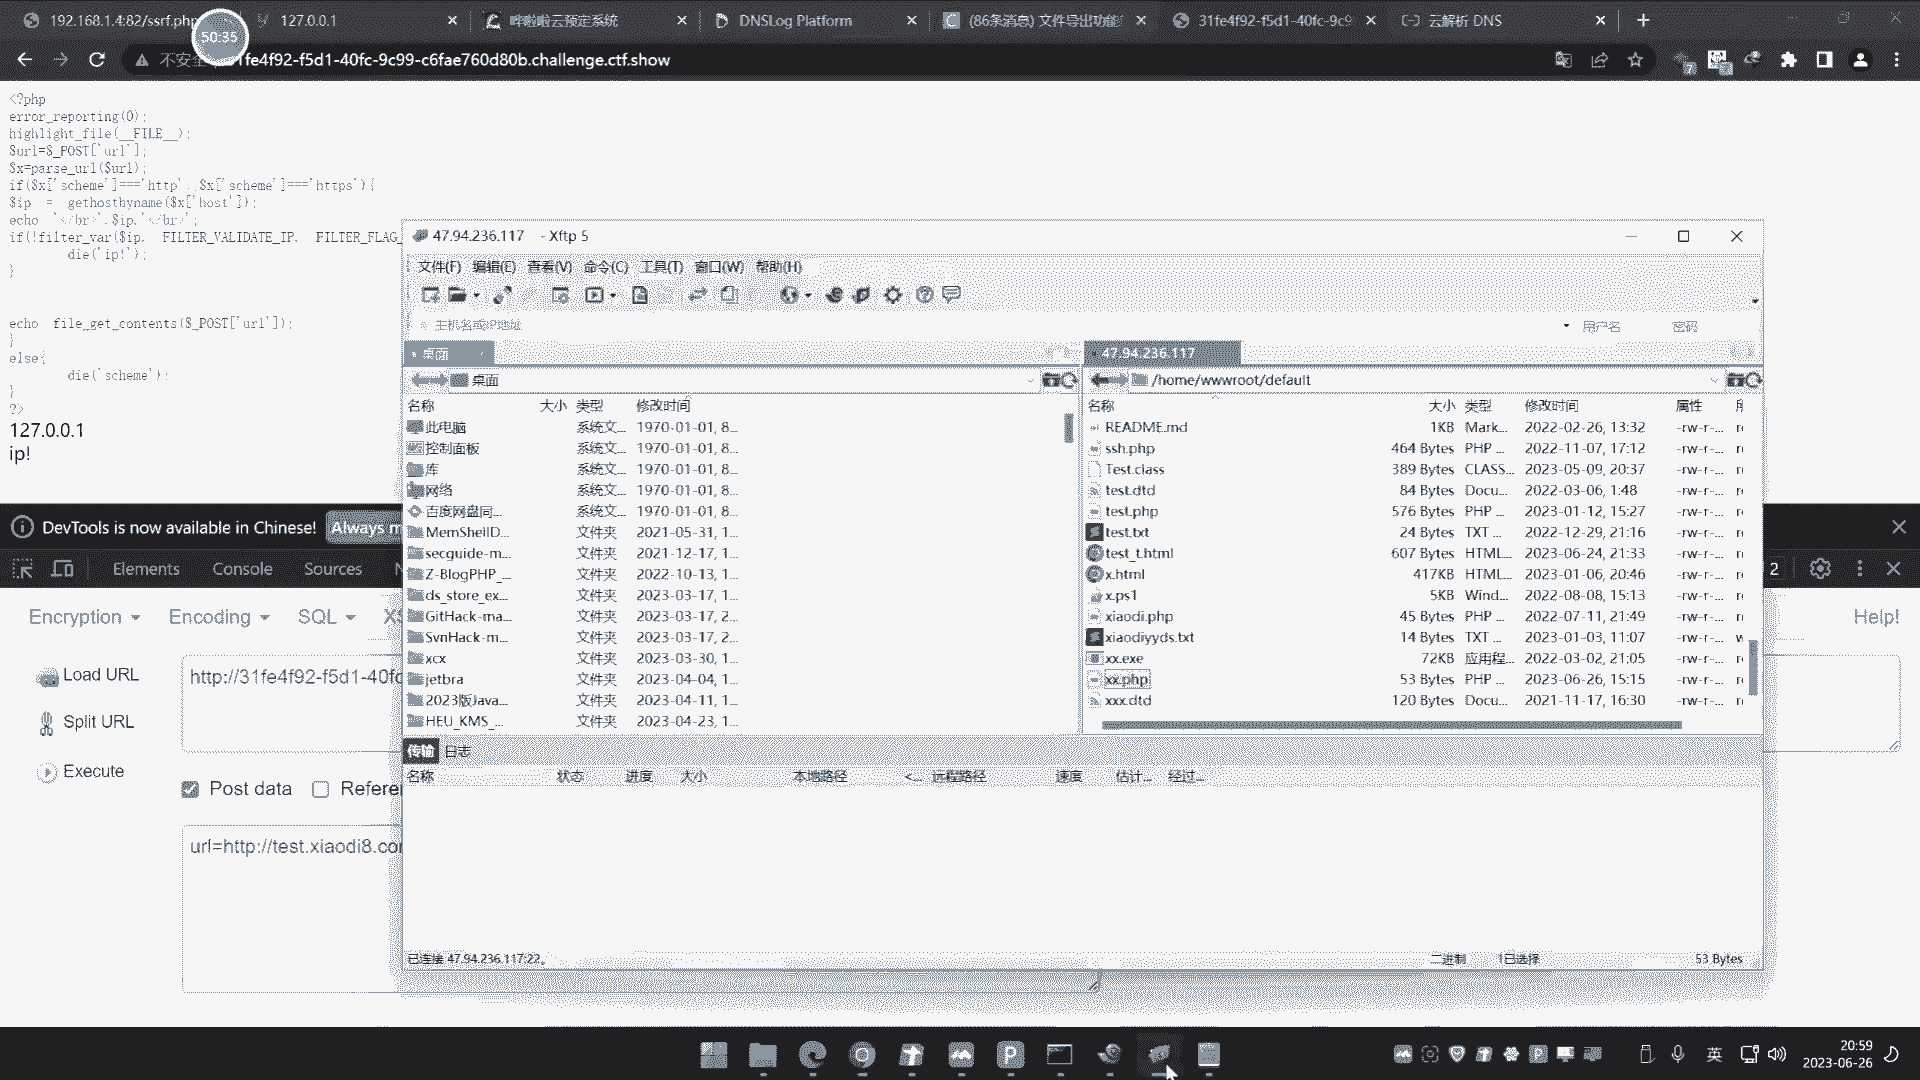 192.168.1.4:82/ssrf.php
127.0.0.1
哗啦啦云预定系统
DNSLog Platform
(86条消息) 文件导出功能
31fe4f92-f5d1-40fc-9c9
云解析 DNS
50:35
不安全
1fe4f92-f5d1-40fc-9c99-c6fae760d80b.challenge.ctf.show
<?php
error_reporting(0);
highlight_file(__FILE__);
$url=$_POST['url'];
$x=parse_url($url);
if($x['scheme']==='http'||$x['scheme']==='https'){
$ip = gethostbyname($x['host']);
echo '</br>'.$ip.'</br>';
if(!filter_var($ip, FILTER_VALIDATE_IP, FILTER_FLAG_
die('ip!');
}
echo file_get_contents($_POST['url']);
}
else{
die('scheme');
}
?>
127.0.0.1
ip!
47.94.236.117 - Xftp 5
文件(F) 编辑(E) 查看(V) 命令(C) 工具(T) 窗口(W) 帮助(H)
主机名或IP地址 用户名 密码
桌面
47.94.236.117
桌面
/home/wwwroot/default
名称 大小 类型 修改时间
此电脑 系统文... 1970-01-01, 8...
控制面板 系统文... 1970-01-01, 8...
库 系统文... 1970-01-01, 8...
网络 系统文... 1970-01-01, 8...
百度网盘同... 系统文... 1970-01-01, 8...
MemShellD... 文件夹 2021-05-31, 1...
secguide-m... 文件夹 2021-12-17, 1...
Z-BlogPHP_... 文件夹 2022-10-13, 1...
ds_store_ex... 文件夹 2023-03-17, 2...
GitHack-ma... 文件夹 2023-03-17, 2...
SvnHack-m... 文件夹 2023-03-17, 2...
xcx 文件夹 2023-03-30, 1...
jetbra 文件夹 2023-04-04, 1...
2023版Java... 文件夹 2023-04-11, 1...
HEU_KMS_... 文件夹 2023-04-23, 1...
名称 大小 类型 修改时间 属性
README.md 1KB Mark... 2022-02-26, 13:32 -rw-r-...
ssh.php 464 Bytes PHP ... 2022-11-07, 17:12 -rw-r-...
Test.class 389 Bytes CLASS... 2023-05-09, 20:37 -rw-r-...
test.dtd 84 Bytes Docu... 2022-03-06, 1:48 -rw-r-...
test.php 576 Bytes PHP ... 2023-01-12, 15:27 -rw-r-...
test.txt 24 Bytes TXT ... 2022-12-29, 21:16 -rw-r-...
test_t.html 607 Bytes HTML... 2023-06-24, 21:33 -rw-r-...
x.html 417KB HTML... 2023-01-06, 20:46 -rw-r-...
x.ps1 5KB Wind... 2022-08-08, 15:13 -rw-r-...
xiaodi.php 45 Bytes PHP ... 2022-07-11, 21:49 -rw-r-...
xiaodiyyds.txt 14 Bytes TXT ... 2023-01-03, 11:07 -rw-r-...
xx.exe 72KB 应用程... 2022-03-02, 21:05 -rw-r-...
xx.php 53 Bytes PHP ... 2023-06-26, 15:15 -rw-r-...
xxx.dtd 120 Bytes Docu... 2021-11-17, 16:30 -rw-r-...
传输 日志
名称 状态 进度 大小 本地路径 <... 远程路径 速度 估计... 经过...
已连接 47.94.236.117:22。
二进制 1已选择 53 Bytes
DevTools is now available in Chinese! Always m
Elements Console Sources
2
Encryption Encoding SQL XS
Help!
Load URL
http://31fe4f92-f5d1-40fc
Split URL
Execute
Post data Referer
url=http://test.xiaodi8.com
英
20:59
2023-06-26